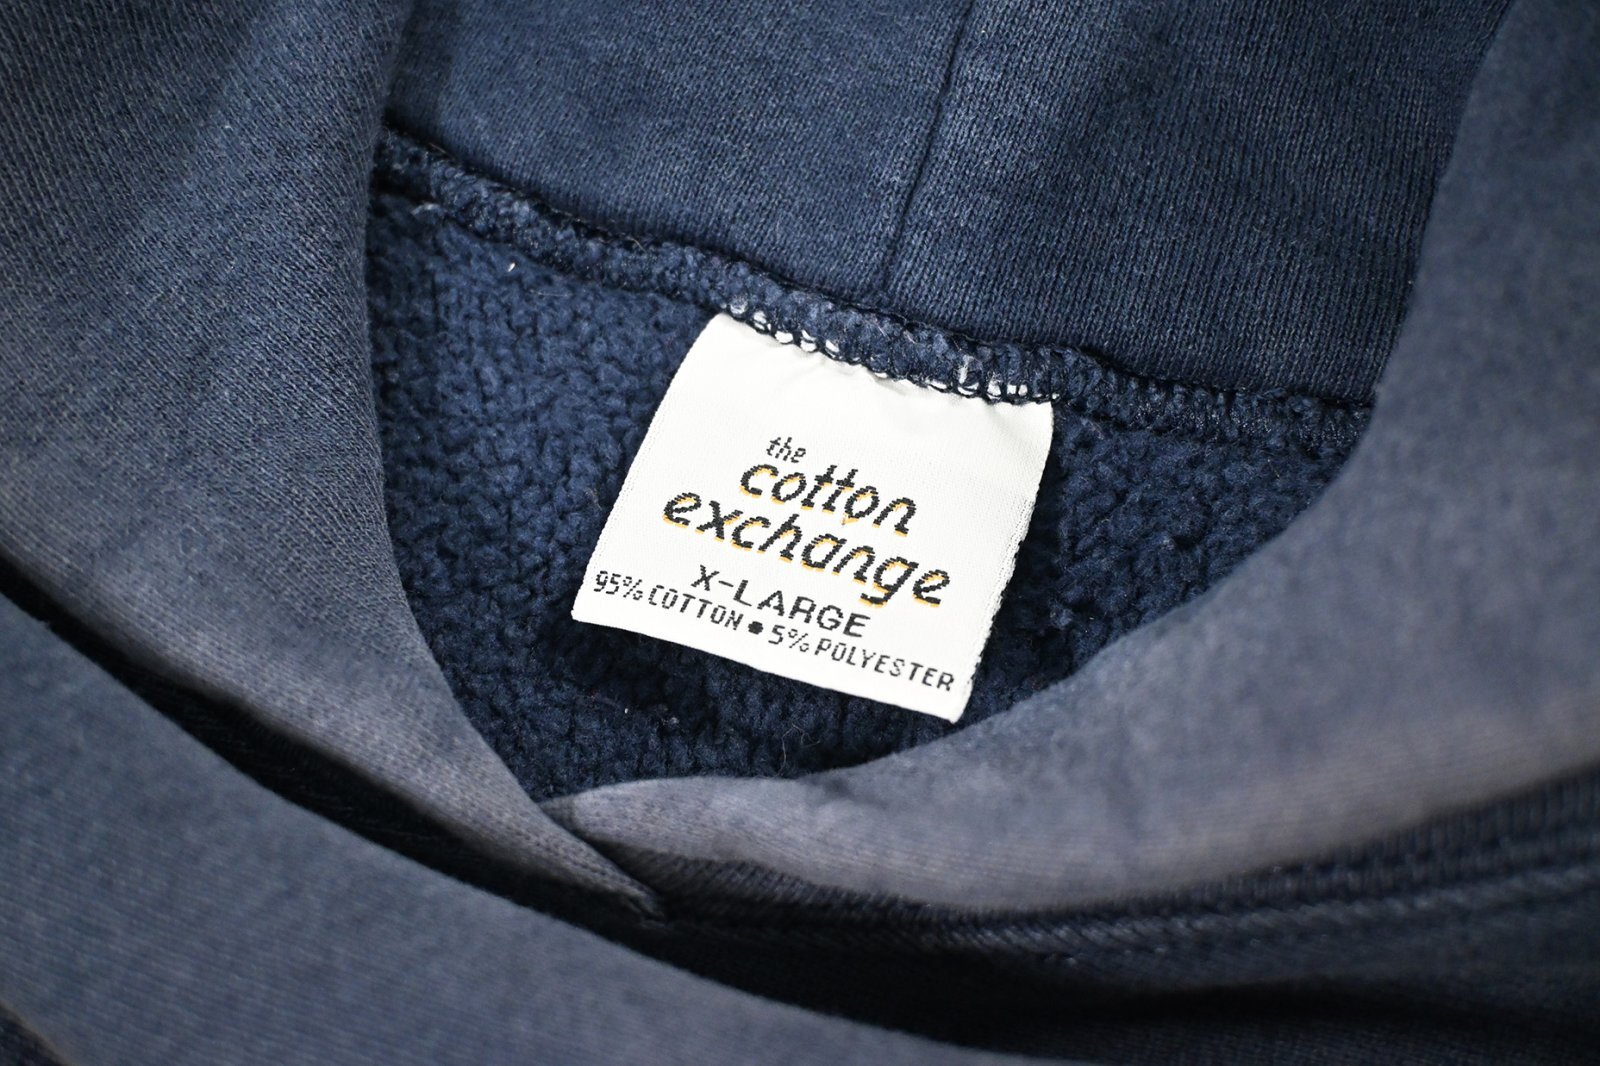 the
cotton
exchange
X-LARGE
95% COTTON • 5% POLYESTER